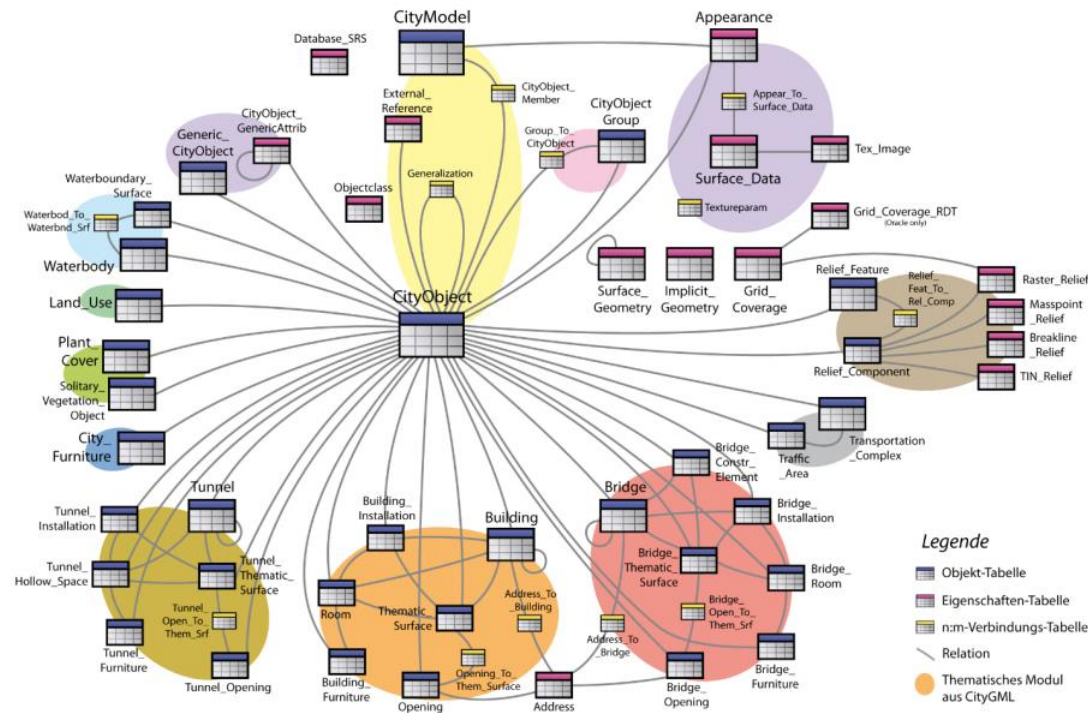 CityModel
Appearance
Database_SRS
External_
Reference
CityObject_
Member
Appear_To_
Surface_Data
CityObject_
GenericAttrib
Generic_
CityObject
Group_To_
CityObject
CityObject
Group
Surface_Data
Tex_Image
Waterboundary_
Surface
Objectclass
Generalization
Textureparam
Waterbod_To_
Waterbnd_Srf
Grid_Coverage_RDT
(Oracle only)
Waterbody
Surface_
Geometry
Implicit_
Geometry
Grid_
Coverage
Relief_Feature
Relief_
Feat_To_
Rel_Comp
Raster_Relief
Land_Use
CityObject
Masspoint
_Relief
Plant_
Cover
Breakline
_Relief
Relief_Component
TIN_Relief
Solitary_
Vegetation_
Object
City_
Furniture
Traffic_
Area
Transportation
_Complex
Bridge_
Constr_
Element
Tunnel
Tunnel_
Installation
Building_
Installation
Building
Bridge
Bridge_
Installation
Tunnel_
Hollow_Space
Tunnel_
Thematic_
Surface
Bridge_
Thematic_
Surface
Bridge_
Room
Room
Thematic_
Surface
Address_To
_Building
Tunnel_
Open_To_
Them_Srf
Bridge_
Open_To_
Them_Srf
Address_To
_Bridge
Tunnel_
Furniture
Tunnel_Opening
Building_
Furniture
Opening_To_
Them_Surface
Opening
Address
Bridge_
Opening
Bridge_
Furniture
Legende
Objekt-Tabelle
Eigenschaften-Tabelle
n:m-Verbindungs-Tabelle
Relation
Thematisches Modul
aus CityGML